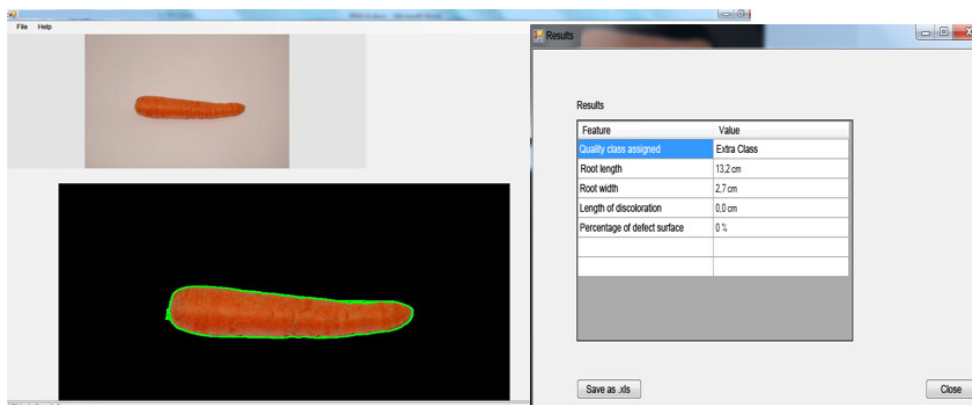 File Help
Results
Results
Feature Value
Quality class assigned Extra Class
Root length 13,2 cm
Root width 2,7 cm
Length of discoloration 0,0 cm
Percentage of defect surface 0 %
Save as .xls Close